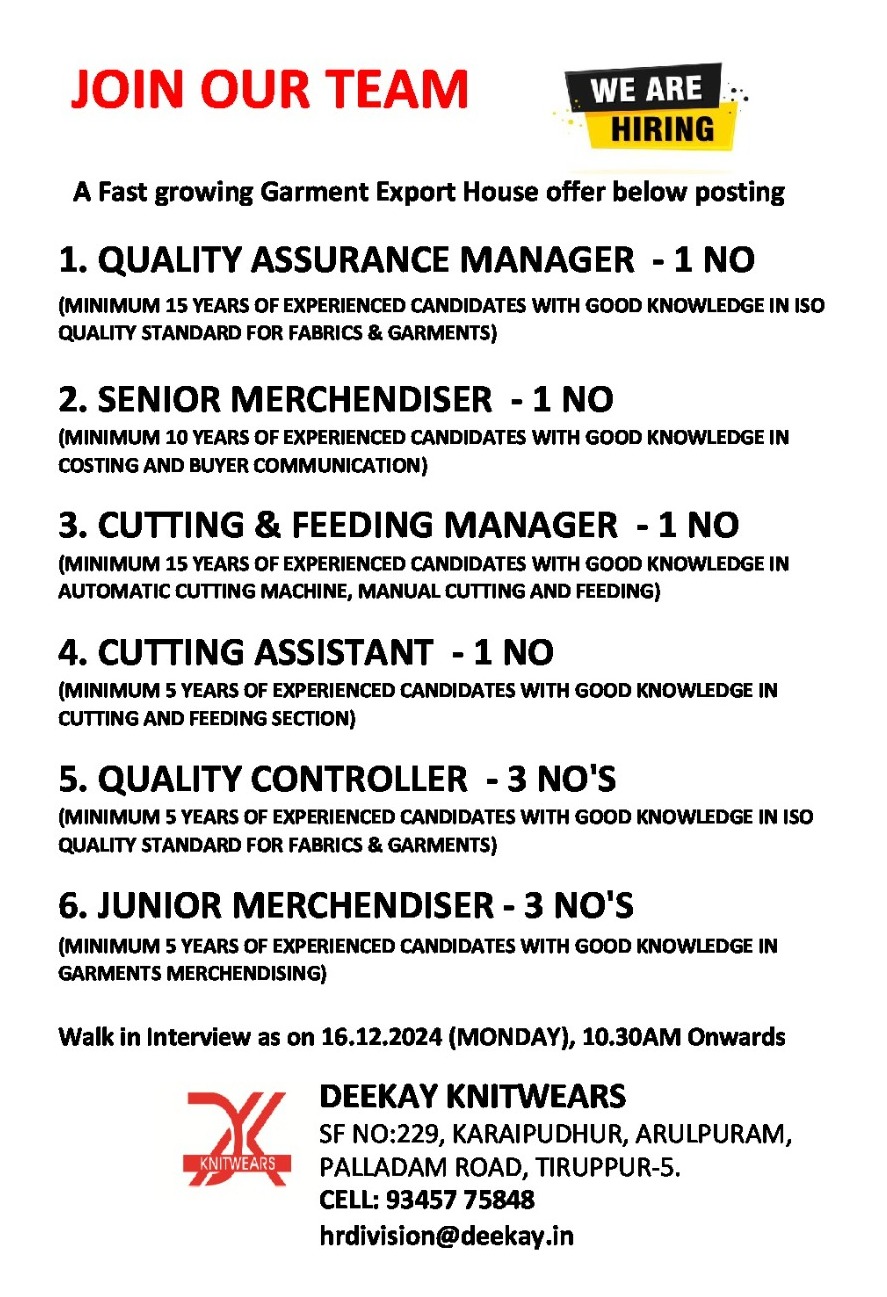 JOIN OUR TEAM
WE ARE
HIRING
A Fast growing Garment Export House offer below posting
1. QUALITY ASSURANCE MANAGER - 1 NO
(MINIMUM 15 YEARS OF EXPERIENCED CANDIDATES WITH GOOD KNOWLEDGE IN ISO
QUALITY STANDARD FOR FABRICS & GARMENTS)
2. SENIOR MERCHENDISER - 1 NO
(MINIMUM 10 YEARS OF EXPERIENCED CANDIDATES WITH GOOD KNOWLEDGE IN
COSTING AND BUYER COMMUNICATION)
3. CUTTING & FEEDING MANAGER - 1 NO
(MINIMUM 15 YEARS OF EXPERIENCED CANDIDATES WITH GOOD KNOWLEDGE IN
AUTOMATIC CUTTING MACHINE, MANUAL CUTTING AND FEEDING)
4. CUTTING ASSISTANT - 1 NO
(MINIMUM 5 YEARS OF EXPERIENCED CANDIDATES WITH GOOD KNOWLEDGE IN
CUTTING AND FEEDING SECTION)
5. QUALITY CONTROLLER - 3 NO'S
(MINIMUM 5 YEARS OF EXPERIENCED CANDIDATES WITH GOOD KNOWLEDGE IN ISO
QUALITY STANDARD FOR FABRICS & GARMENTS)
6. JUNIOR MERCHENDISER - 3 NO'S
(MINIMUM 5 YEARS OF EXPERIENCED CANDIDATES WITH GOOD KNOWLEDGE IN
GARMENTS MERCHENDISING)
Walk in Interview as on 16.12.2024 (MONDAY), 10.30AM Onwards
DK
KNITWEARS
DEEKAY KNITWEARS
SF NO:229, KARAIPUDHUR, ARULPURAM,
PALLADAM ROAD, TIRUPPUR-5.
CELL: 93457 75848
hrdivision@deekay.in